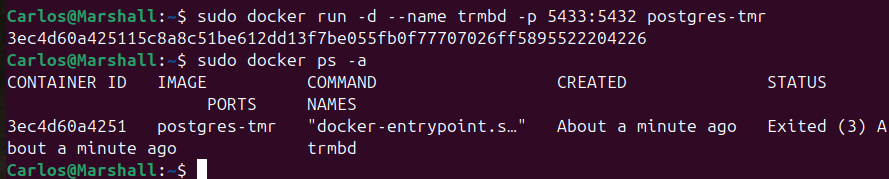 Carlos@Marshall:~$ sudo docker run -d --name trmbd -p 5433:5432 postgres-tmr
3ec4d60a425115c8a8c51be612dd13f7be055fb0f77707026ff5895522204226
Carlos@Marshall:~$ sudo docker ps -a
CONTAINER ID   IMAGE          COMMAND                  CREATED              STATUS
                    PORTS     NAMES
3ec4d60a4251   postgres-tmr   "docker-entrypoint.s…"   About a minute ago   Exited (3) A
bout a minute ago             trmbd
Carlos@Marshall:~$